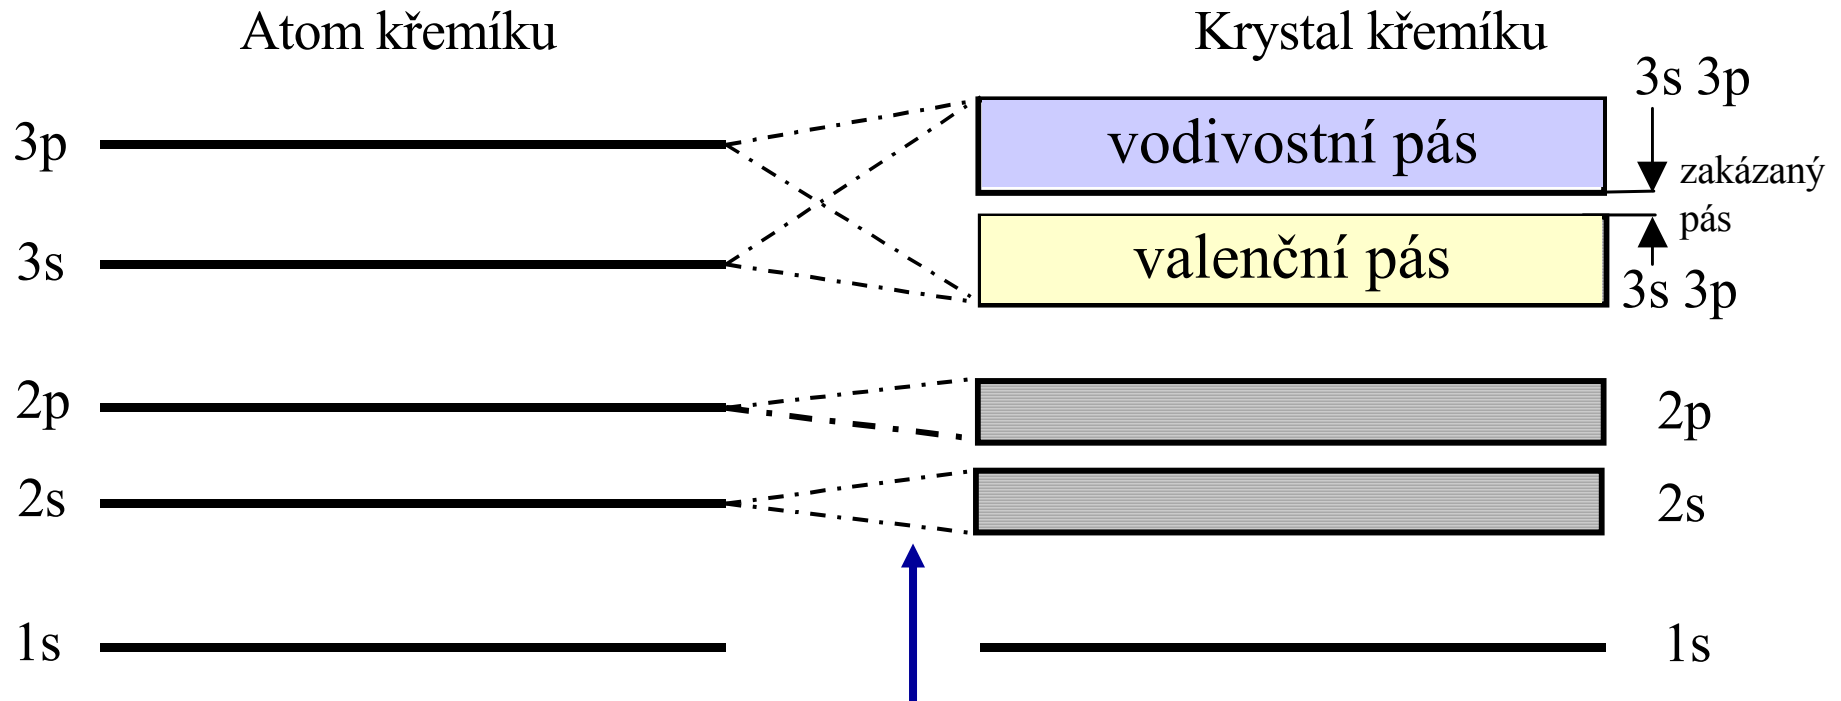 Atom křemíku
Krystal křemíku
3s 3p
3p
vodivostní pás
zakázaný
pás
3s
valenční pás
3s 3p
2p
2p
2s
2s
1s
1s